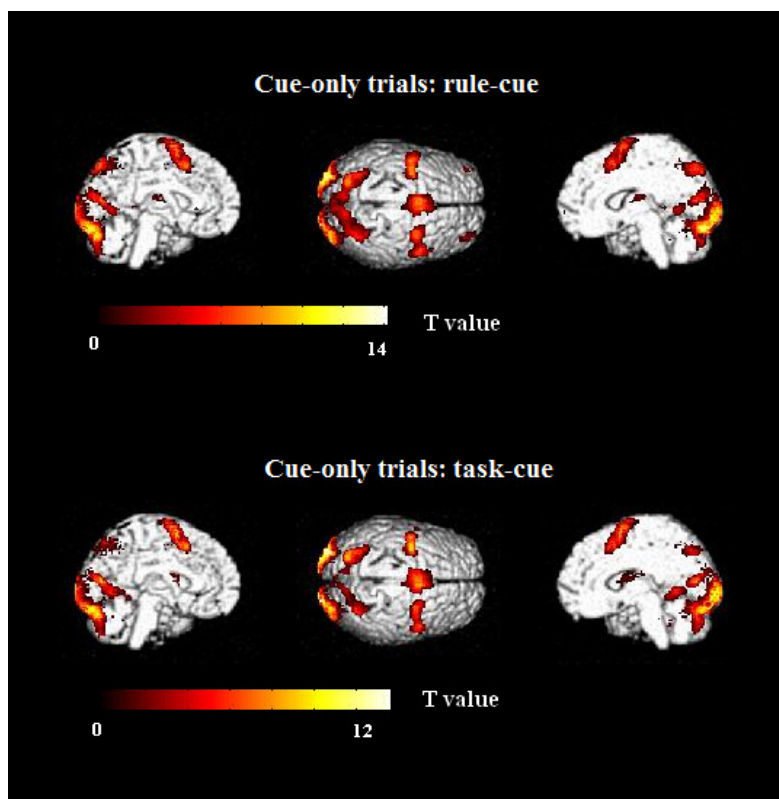 Cue-only trials: rule-cue
T value
0
14
Cue-only trials: task-cue
T value
0
12